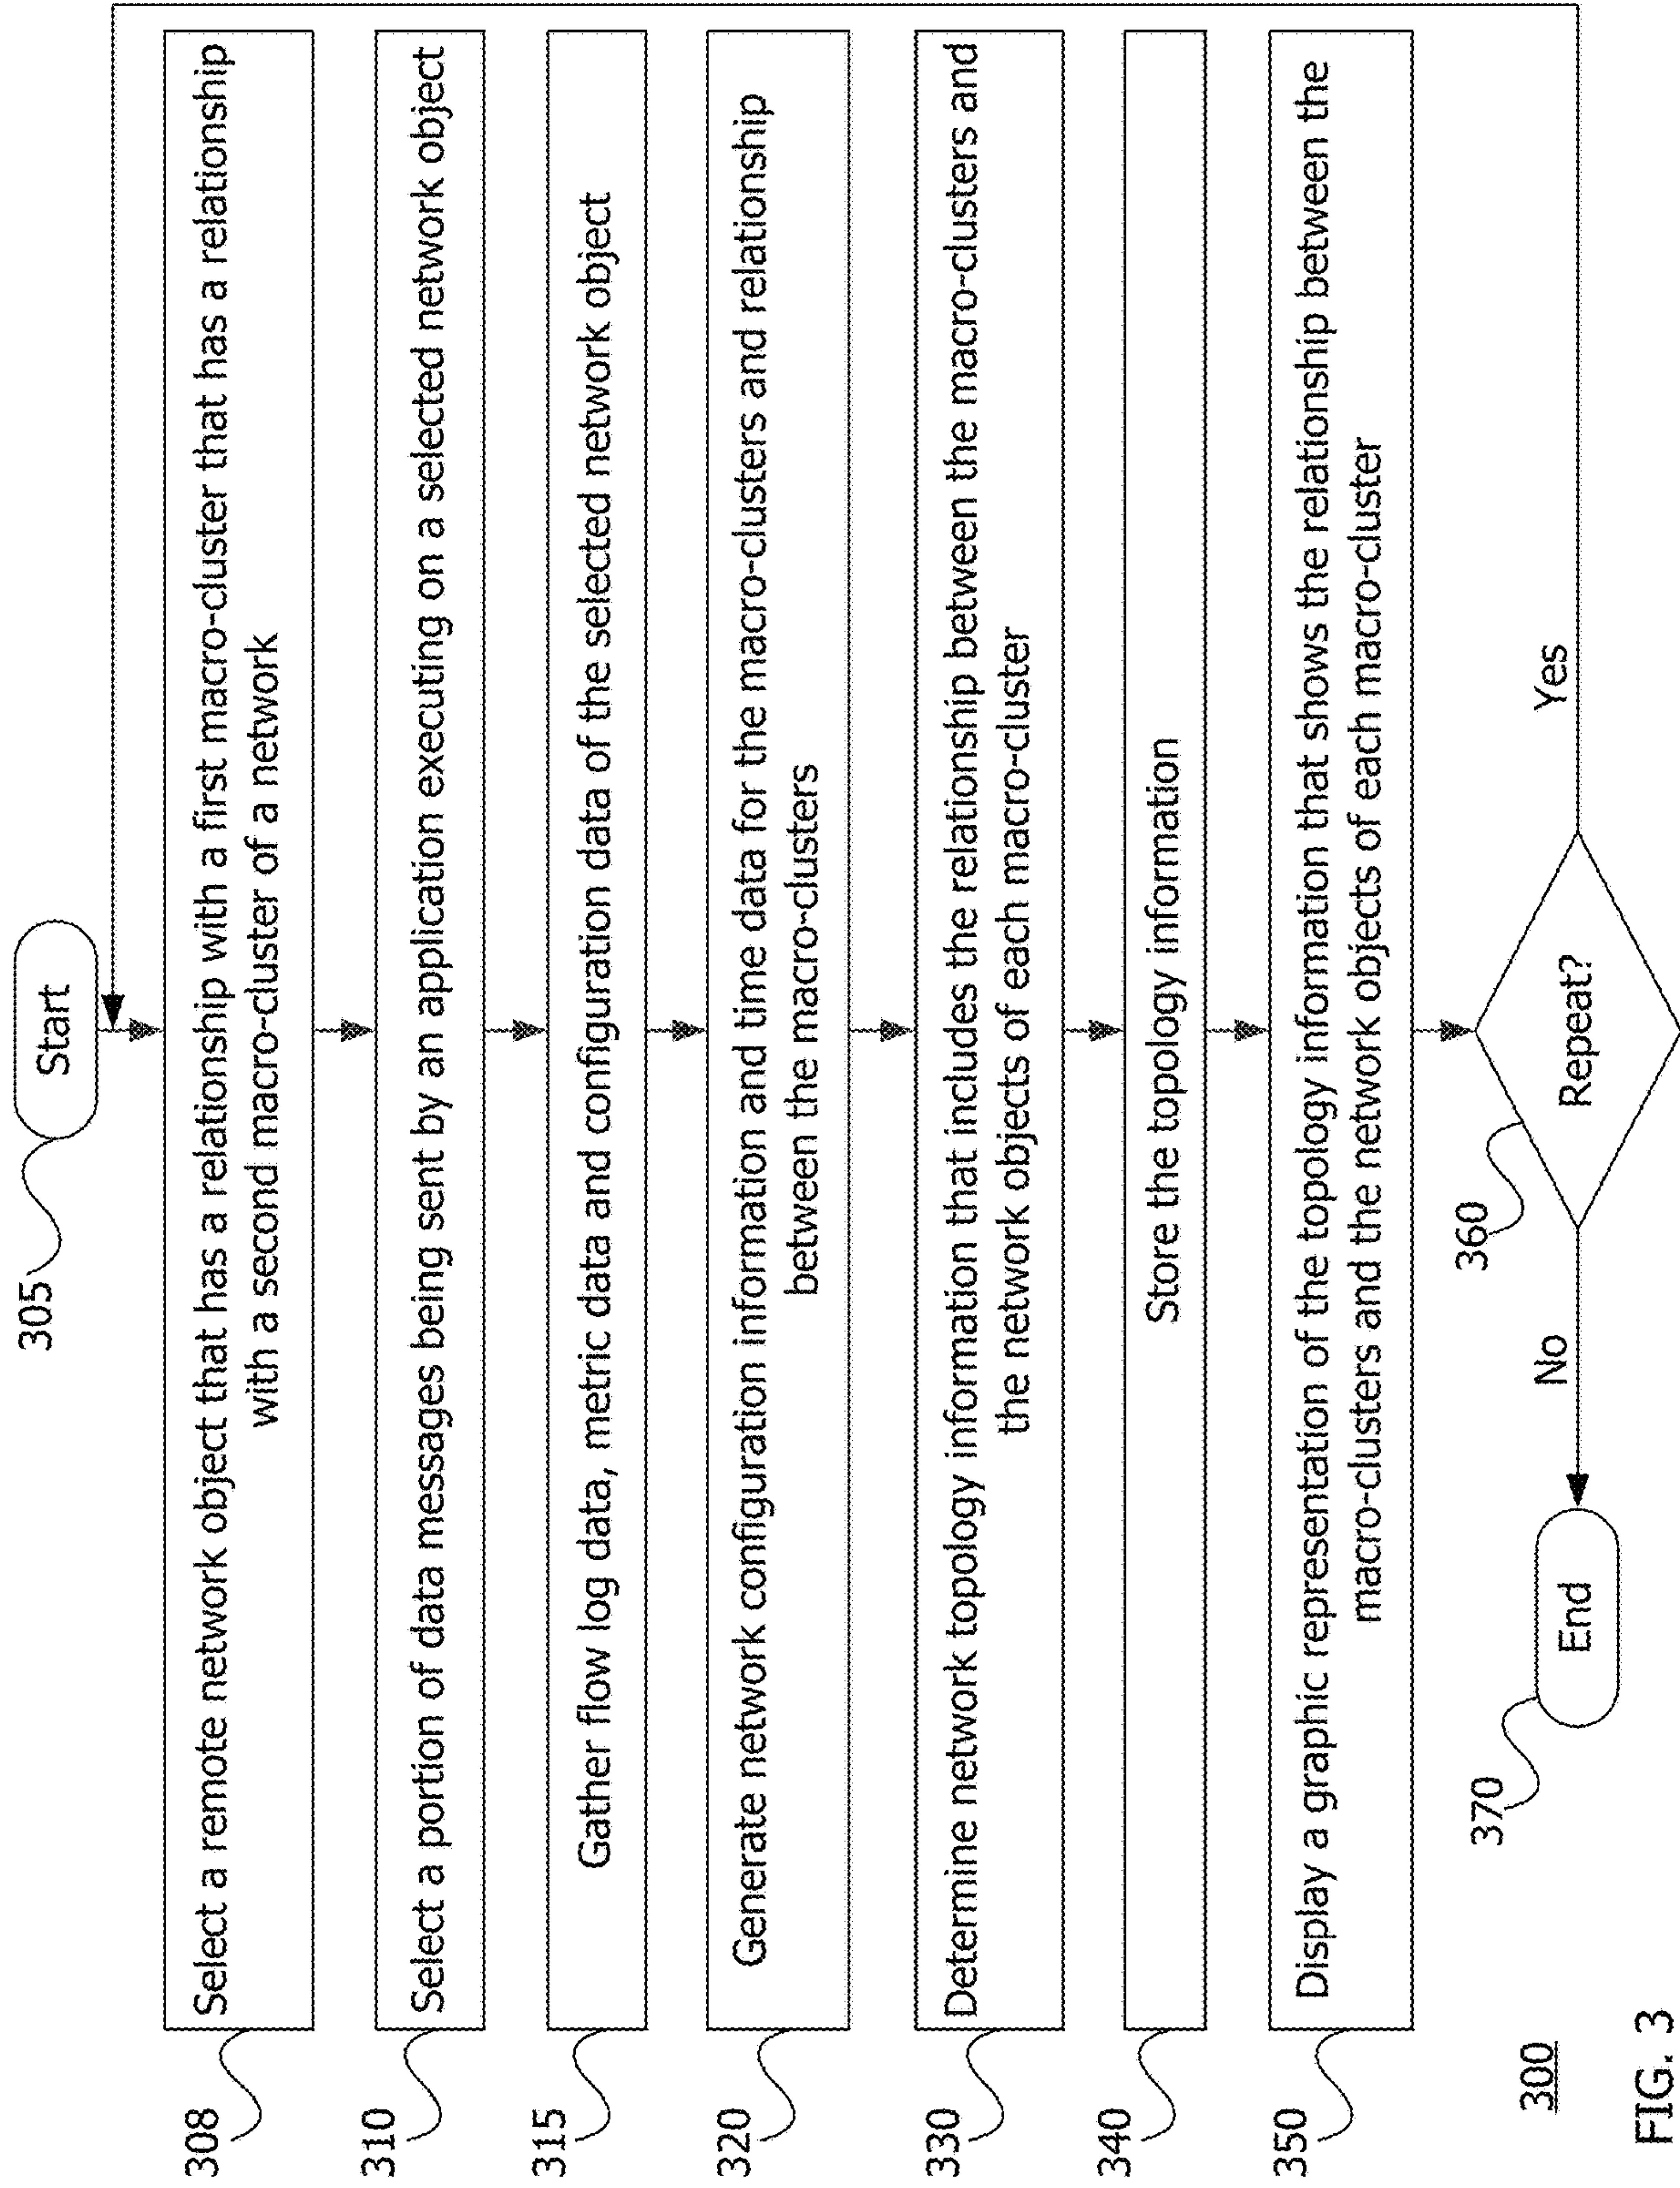 Start
305
308
Select a remote network object that has a relationship with a first macro-cluster that has a relationship
with a second macro-cluster of a network
310
Select a portion of data messages being sent by an application executing on a selected network object
315
Gather flow log data, metric data and configuration data of the selected network object
320
Generate network configuration information and time data for the macro-clusters and relationship
between the macro-clusters
330
Determine network topology information that includes the relationship between the macro-clusters and
the network objects of each macro-cluster
340
Store the topology information
350
Display a graphic representation of the topology information that shows the relationship between the
macro-clusters and the network objects of each macro-cluster
360
Repeat?
Yes
No
370
End
300
FIG. 3